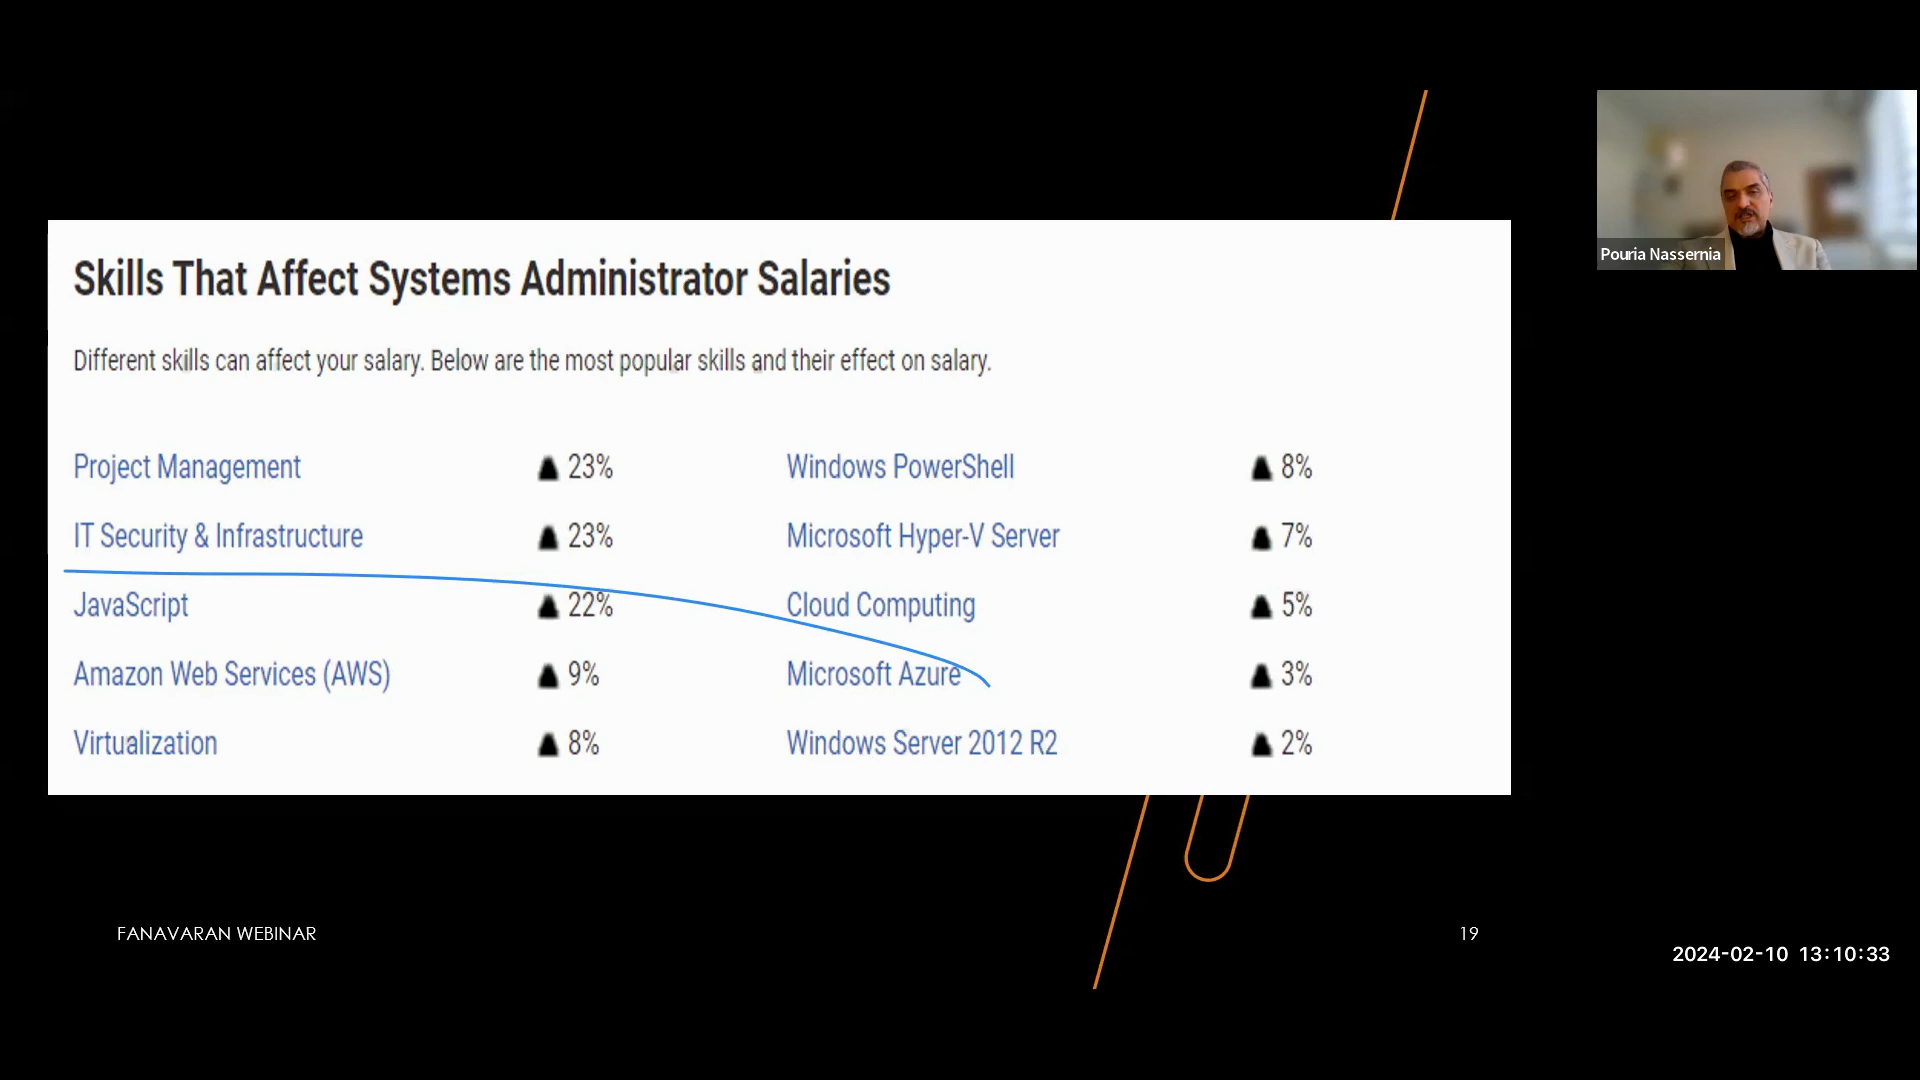 Pouria Nassernia
Skills That Affect Systems Administrator Salaries
Different skills can affect your salary. Below are the most popular skills and their effect on salary.
Project Management 23% Windows PowerShell 8%
IT Security & Infrastructure 23% Microsoft Hyper-V Server 7%
JavaScript 22% Cloud Computing 5%
Amazon Web Services (AWS) 9% Microsoft Azure 3%
Virtualization 8% Windows Server 2012 R2 2%
FANAVARAN WEBINAR 19
2024-02-10 13:10:33